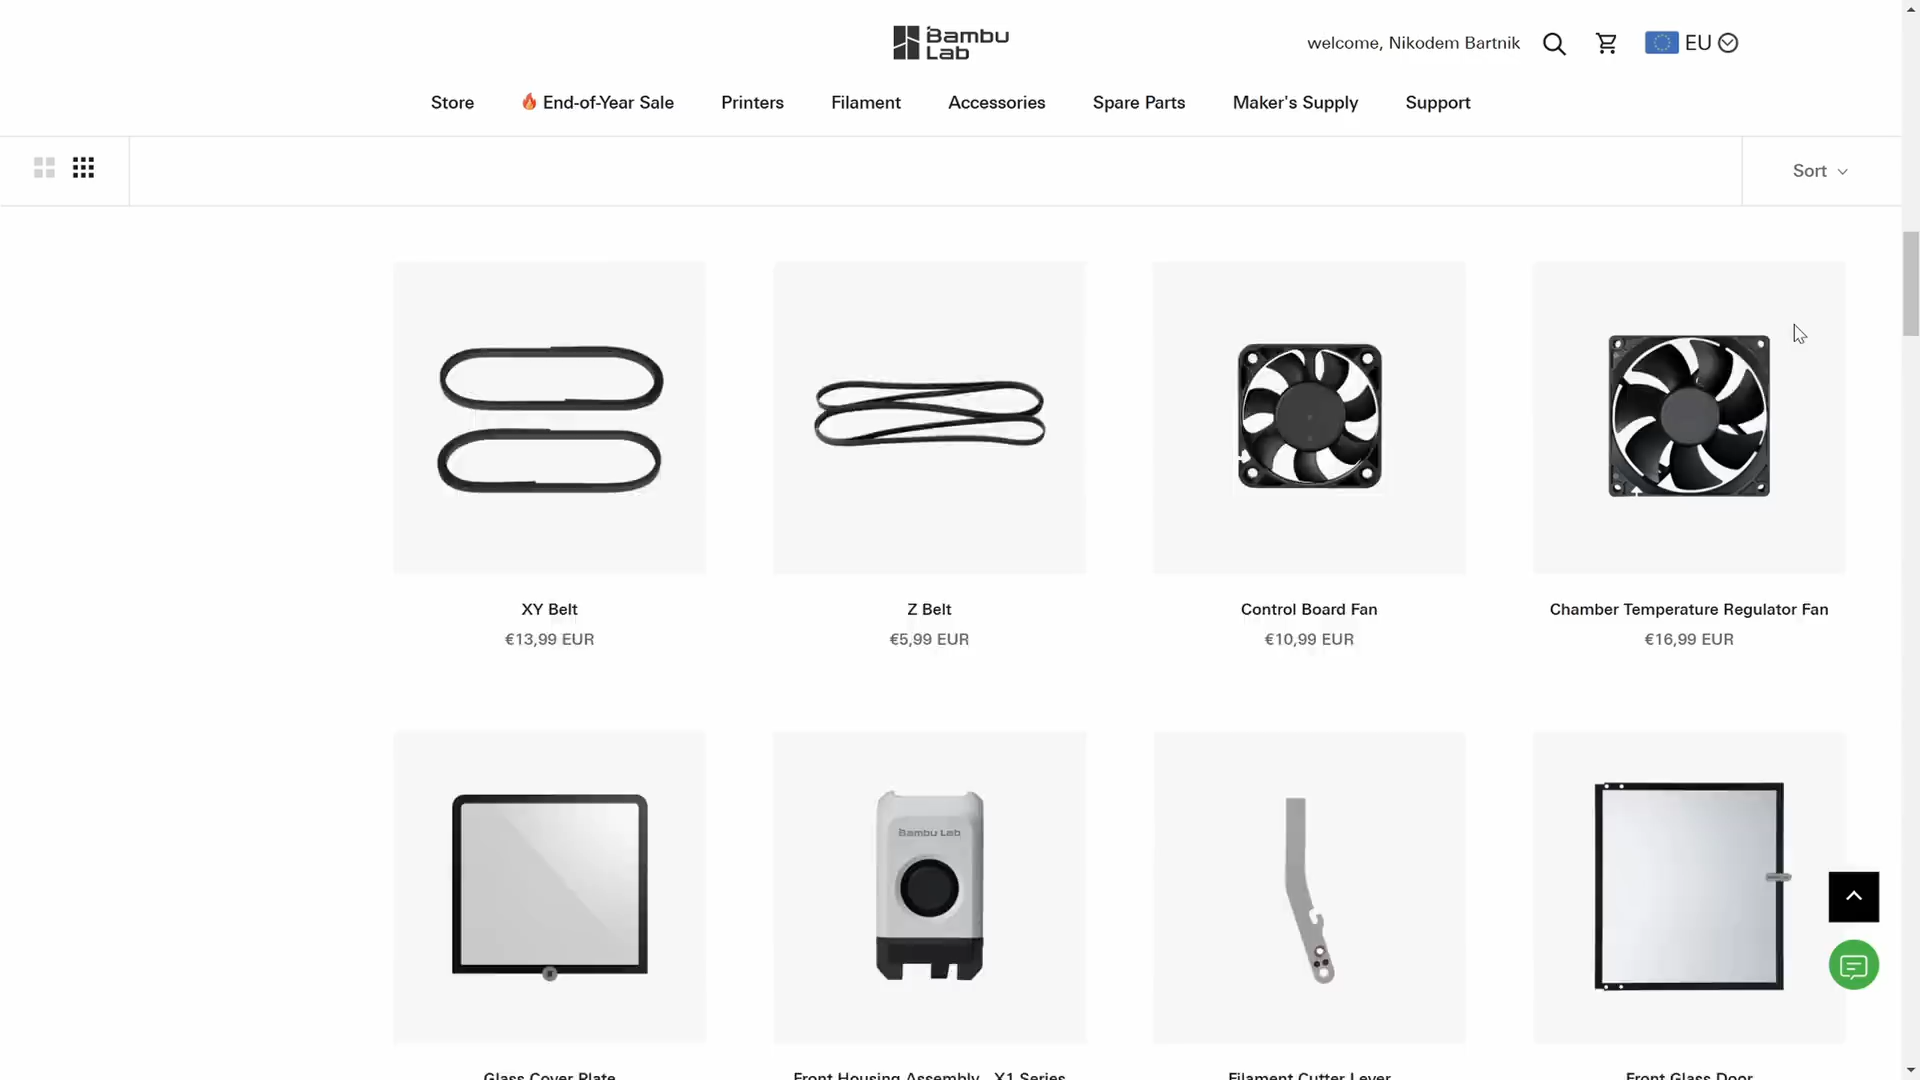 Bambu
Lab
welcome, Nikodem Bartnik
EU
Store
🔥 End-of-Year Sale
Printers
Filament
Accessories
Spare Parts
Maker's Supply
Support
Sort
XY Belt
€13,99 EUR
Z Belt
€5,99 EUR
Control Board Fan
€10,99 EUR
Chamber Temperature Regulator Fan
€16,99 EUR
Bambu Lab
Glass Cover Plate
Front Housing Assembly - X1 Series
Filament Cutter Lever
Front Glass Door